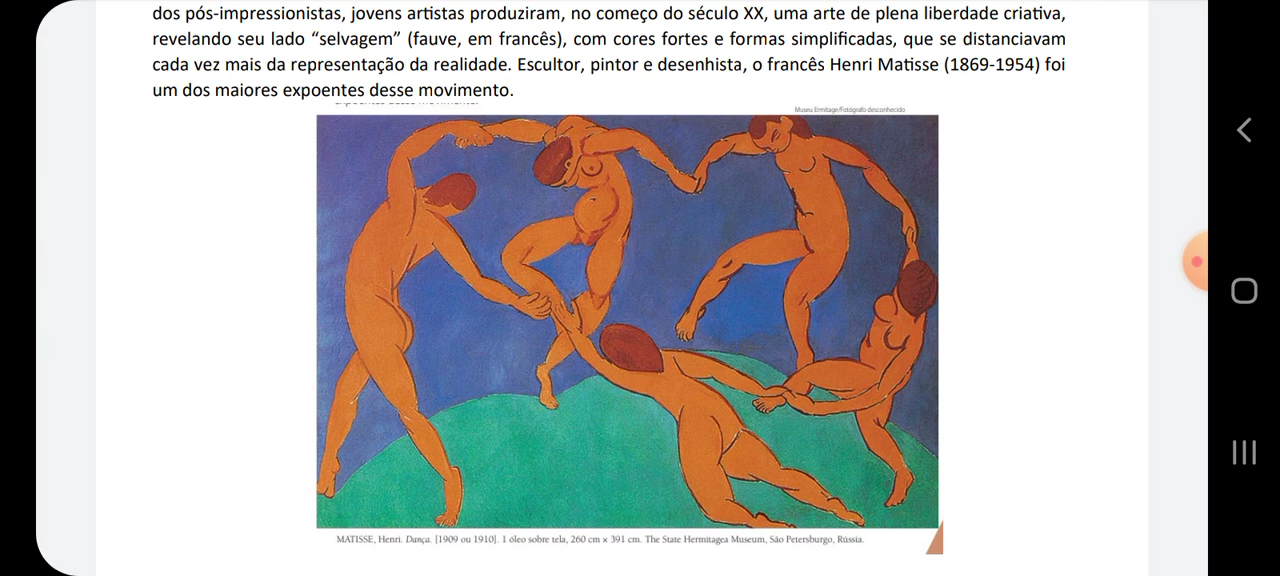 dos pós-impressionistas, jovens artistas produziram, no começo do século XX, uma arte de plena liberdade criativa,
revelando seu lado “selvagem” (fauve, em francês), com cores fortes e formas simplificadas, que se distanciavam
cada vez mais da representação da realidade. Escultor, pintor e desenhista, o francês Henri Matisse (1869-1954) foi
um dos maiores expoentes desse movimento.
expoentes desse movimento.
Museu Ermitage/Fotógrafo desconhecido
MATISSE, Henri. Dança. [1909 ou 1910]. 1 óleo sobre tela, 260 cm × 391 cm. The State Hermitagea Museum, São Petersburgo, Rússia.